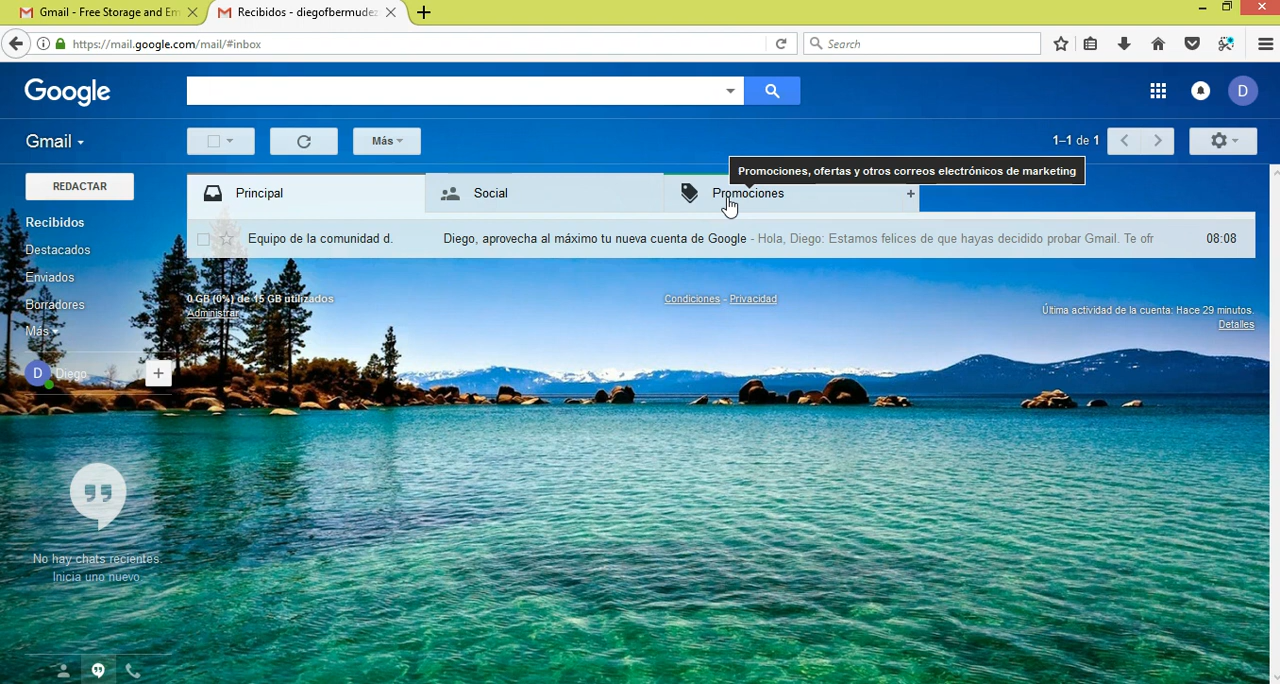 Gmail - Free Storage and Em
Recibidos - diegofbermudez
https://mail.google.com/mail/#inbox
Search
Google
D
Gmail
Más
1–1 de 1
Promociones, ofertas y otros correos electrónicos de marketing
REDACTAR
Principal
Social
Promociones
+
Recibidos
Equipo de la comunidad d.
Diego, aprovecha al máximo tu nueva cuenta de Google - Hola, Diego: Estamos felices de que hayas decidido probar Gmail. Te ofr
08:08
Destacados
Enviados
Borradores
Más
0 GB (0%) de 15 GB utilizados
Administrar
Condiciones - Privacidad
Última actividad de la cuenta: Hace 29 minutos.
Detalles
D
Diego
+
No hay chats recientes.
Inicia uno nuevo.